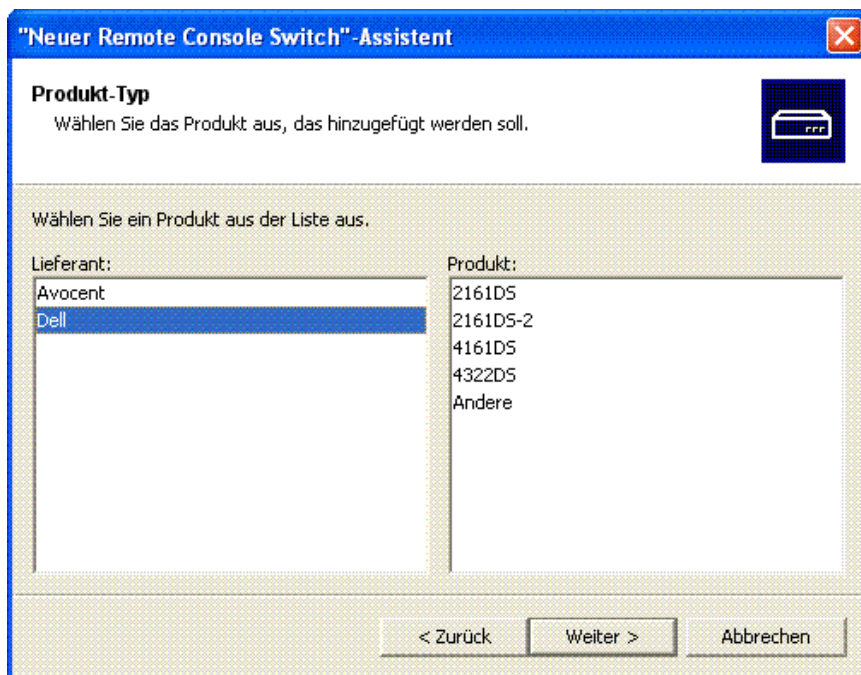 "Neuer Remote Console Switch"-Assistent
Produkt-Typ
Wählen Sie das Produkt aus, das hinzugefügt werden soll.
Wählen Sie ein Produkt aus der Liste aus.
Lieferant:
Avocent
Dell
Produkt:
2161DS
2161DS-2
4161DS
4322DS
Andere
< Zurück
Weiter >
Abbrechen